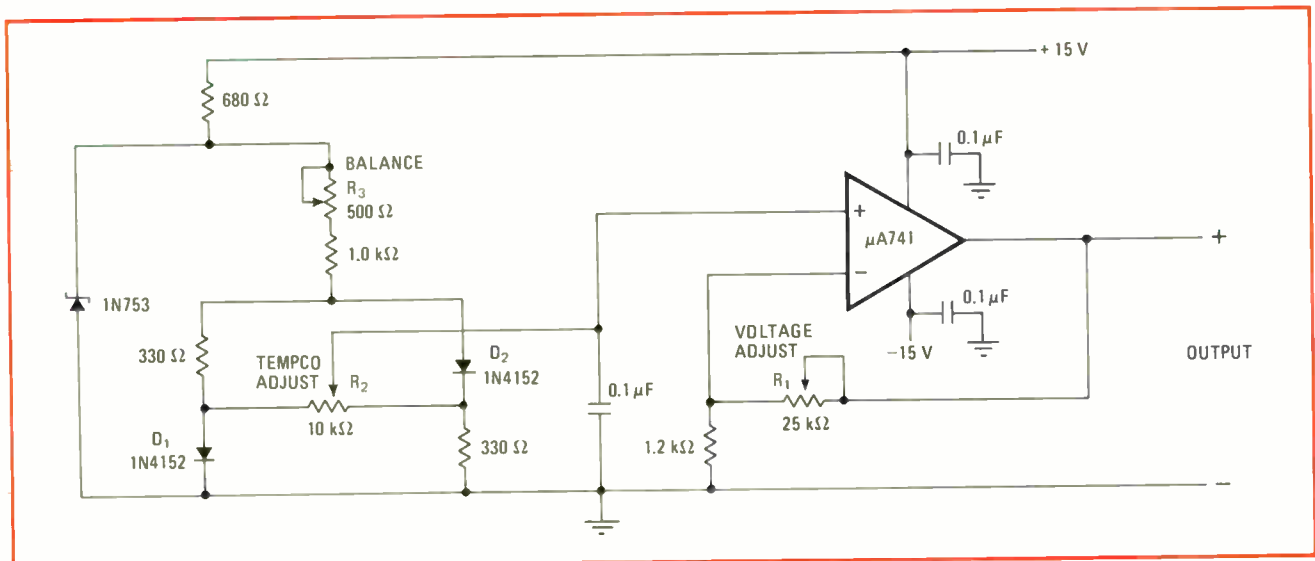 + 15 V
680 Ω
0.1 μF
BALANCE
R3
500 Ω
+
μA741
−
+
1.0 kΩ
1N753
0.1 μF
−15 V
VOLTAGE
ADJUST
R1
25 kΩ
OUTPUT
330 Ω
TEMPCO
ADJUST
R2
10 kΩ
D2
1N4152
0.1 μF
D1
1N4152
330 Ω
1.2 kΩ
−